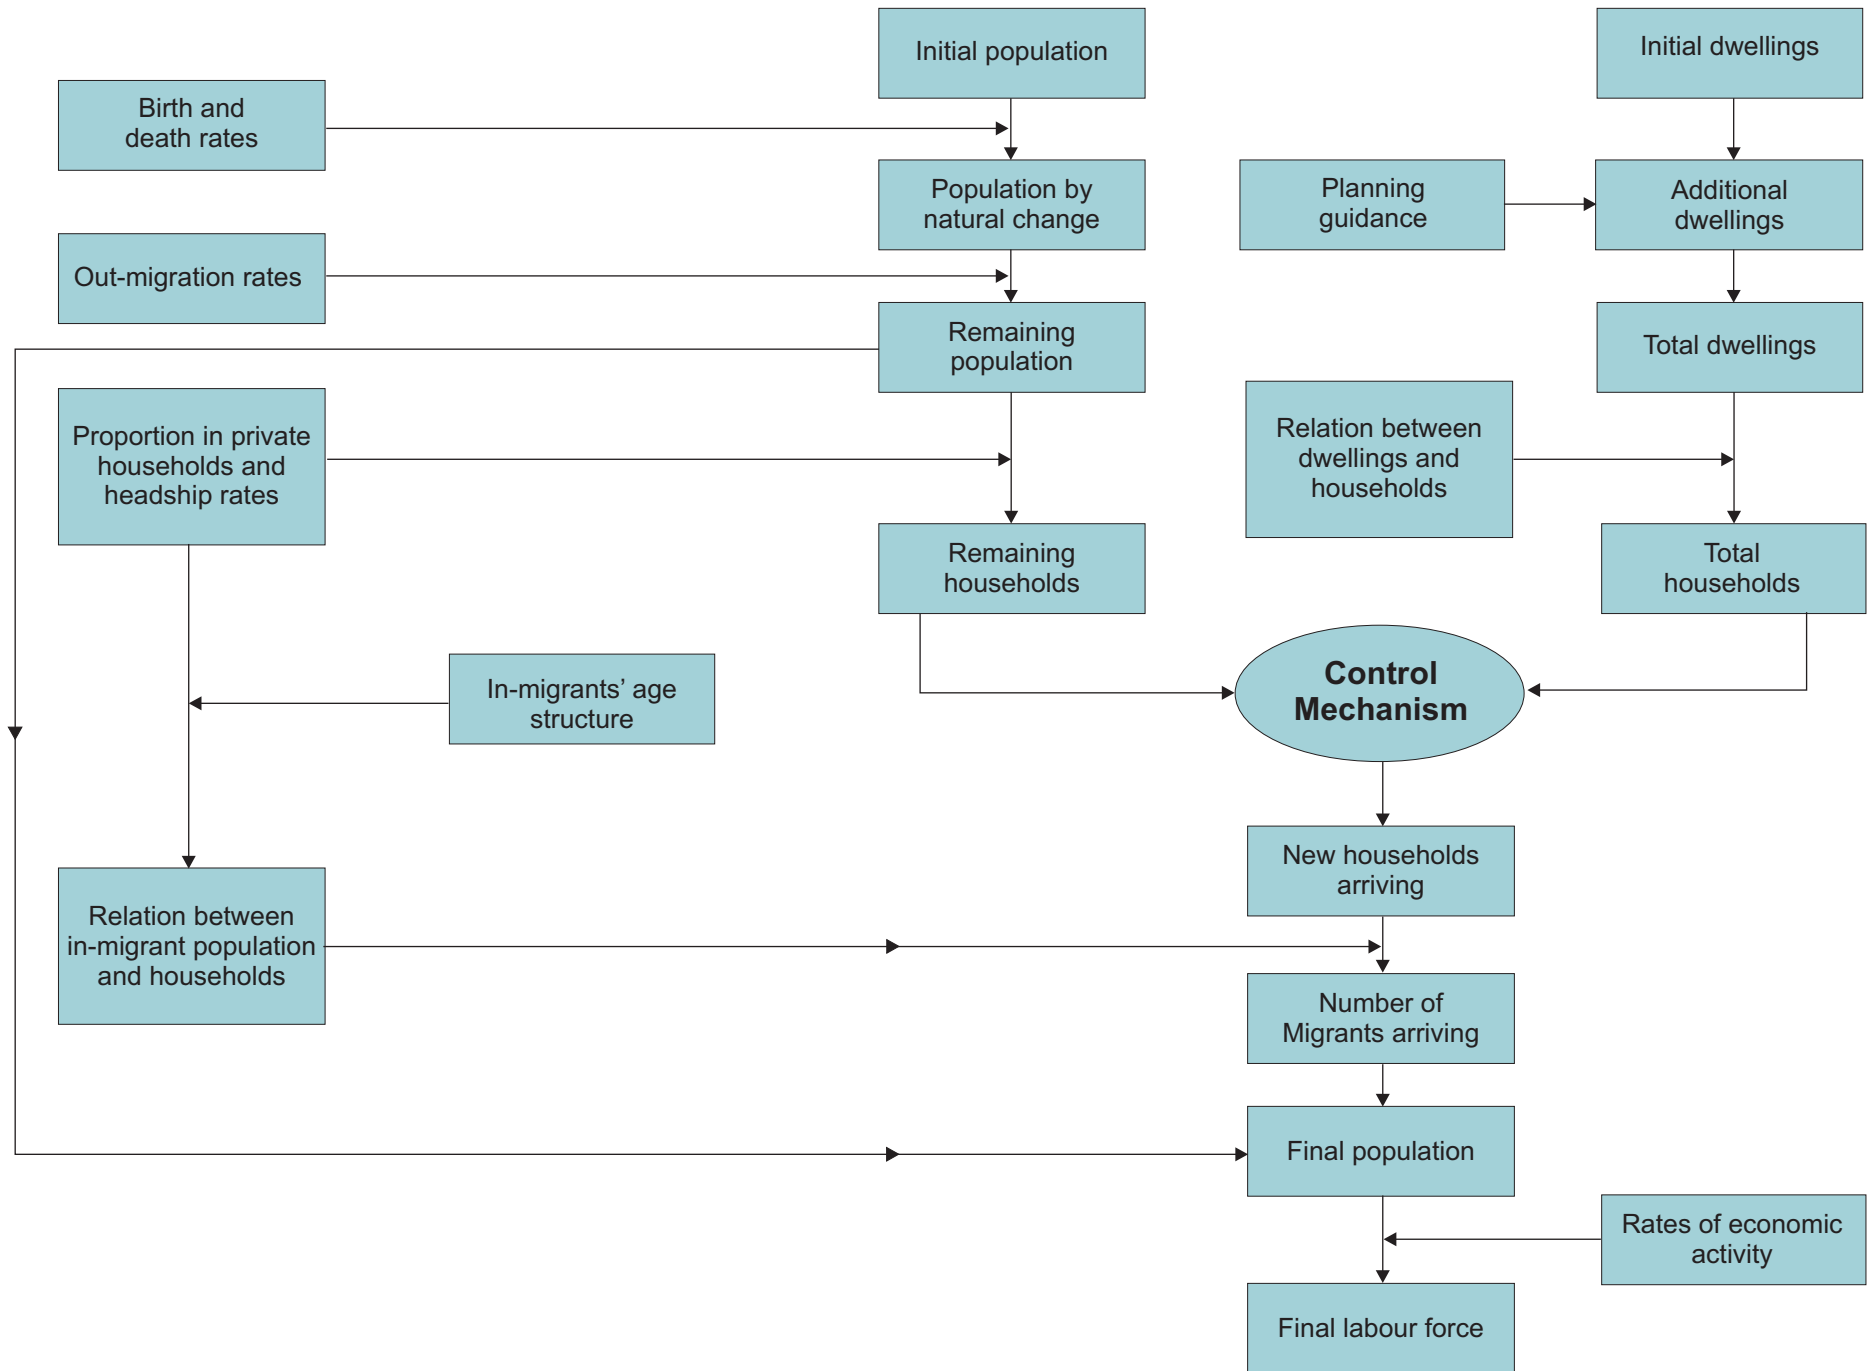 Initial population
Initial dwellings
Birth and
death rates
Population by
natural change
Planning
guidance
Additional
dwellings
Out-migration rates
Remaining
population
Total dwellings
Proportion in private
households and
headship rates
Relation between
dwellings and
households
Remaining
households
Total
households
In-migrants’ age
structure
Control
Mechanism
New households
arriving
Relation between
in-migrant population
and households
Number of
Migrants arriving
Final population
Rates of economic
activity
Final labour force